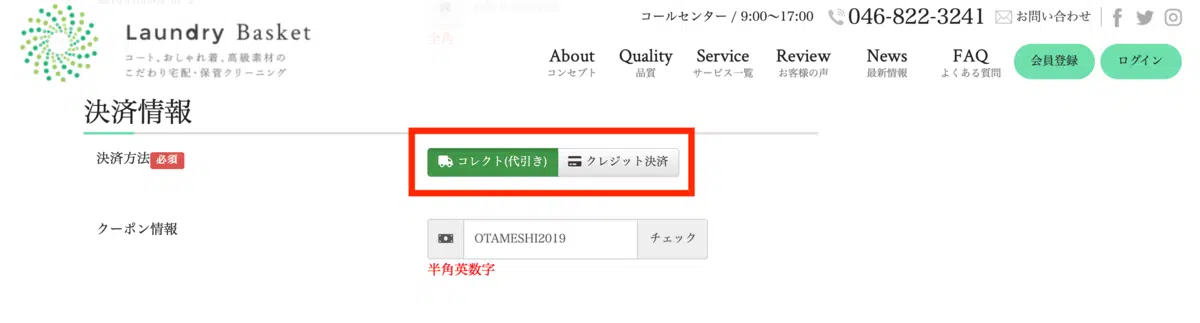 コールセンター / 9:00〜17:00 046-822-3241 お問い合わせ
Laundry Basket
コート、おしゃれ着、高級素材の
こだわり宅配・保管クリーニング
About Quality Service Review News FAQ 会員登録 ログイン
コンセプト 品質 サービス一覧 お客様の声 最新情報 よくある質問
全角
決済情報
決済方法 必須 コレクト(代引き) クレジット決済
クーポン情報 OTAMESHI2019 チェック
半角英数字